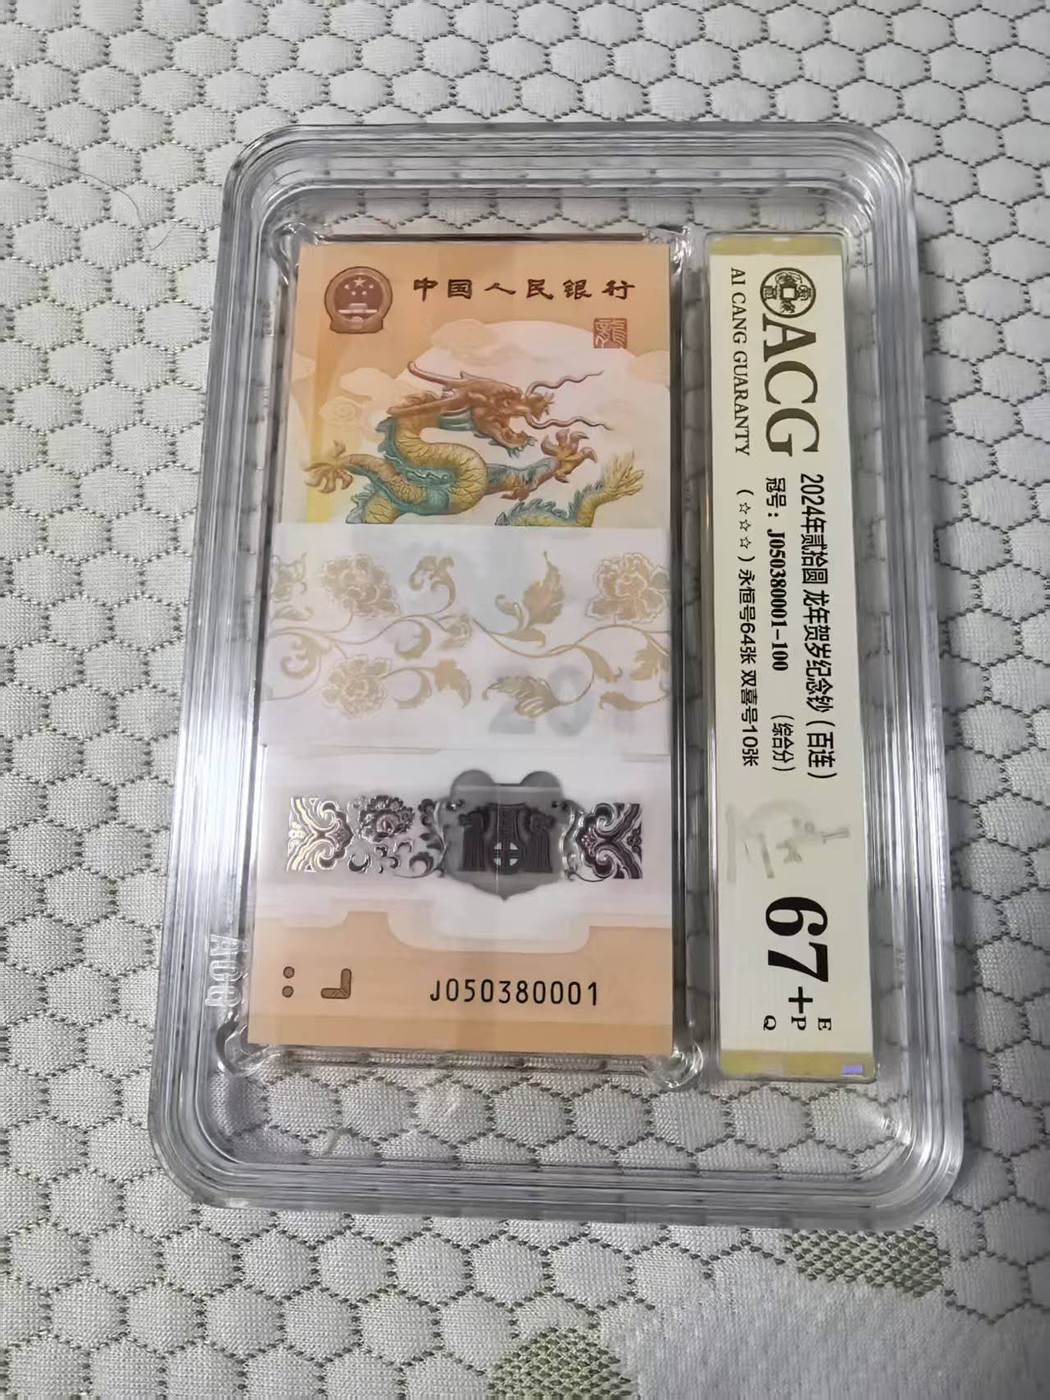 中国人民银行
J050380001
ACG
AI CANG GUARANTY
2024年贰拾圆 龙年贺岁纪念钞（百连）
冠号：J050380001-100 （综合分）
（☆☆☆）永恒号64张 双喜号10张
67+
E
P
Q